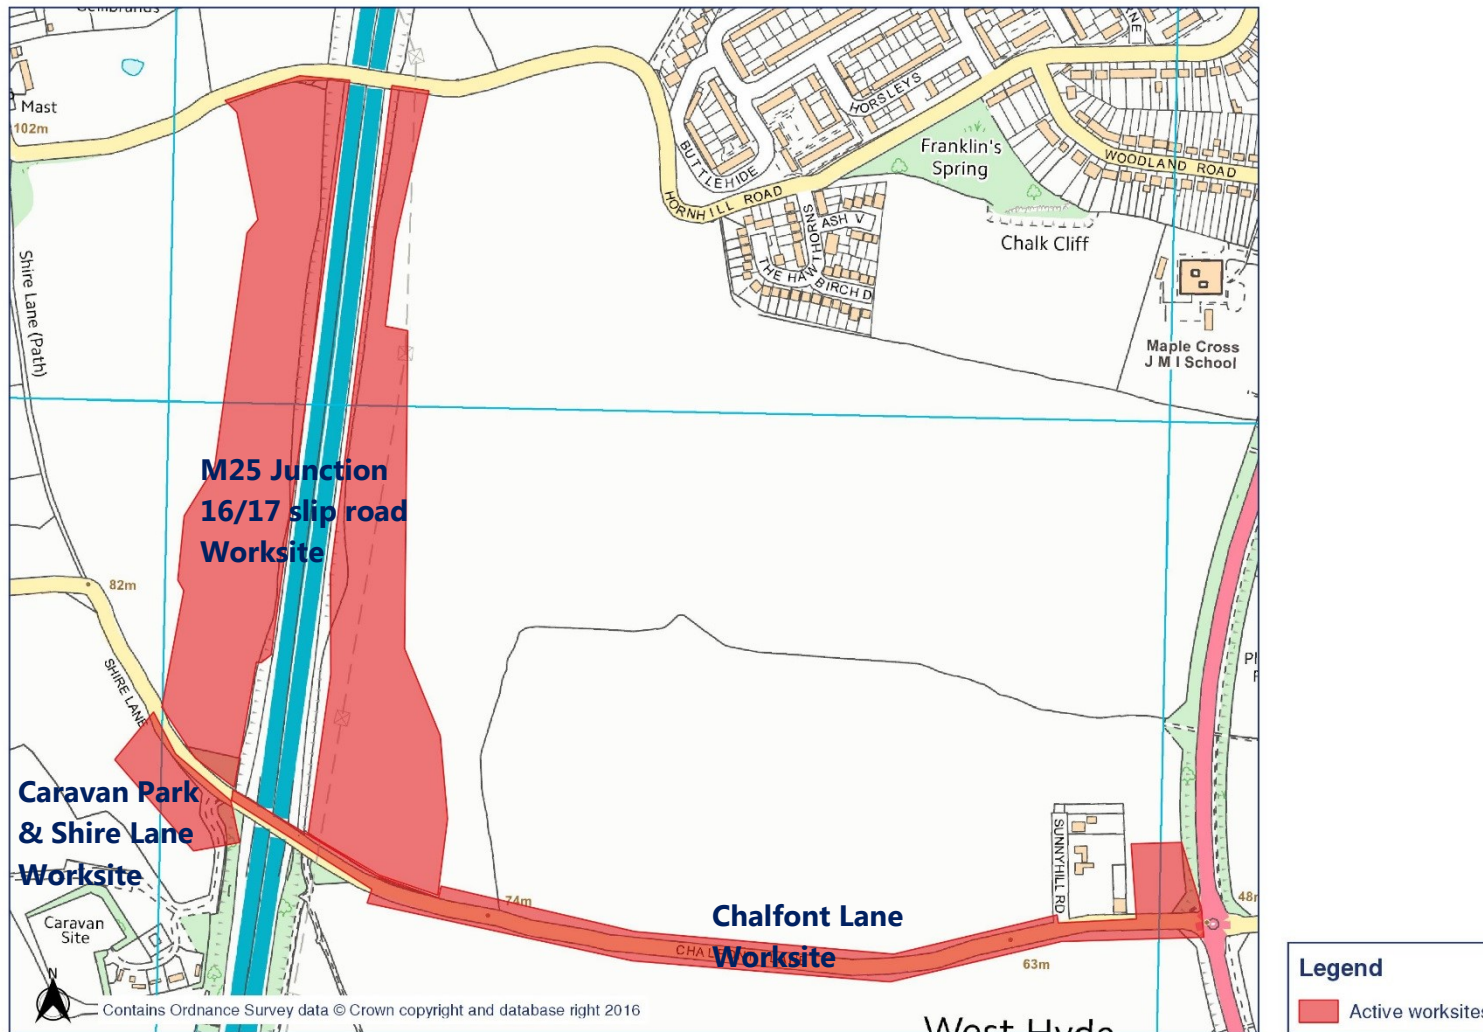 Mast
102m
BUTTLEHIDE
HORSLEYS
Franklin's
Spring
WOODLAND ROAD
HORNHILL ROAD
ASH V
THE HAWTHORNS
BIRCH D
Chalk Cliff
Maple Cross
J M I School
Shire Lane (Path)
M25 Junction
16/17 slip road
Worksite
82m
SHIRE LANE
Caravan Park
& Shire Lane
Worksite
Caravan
Site
74m
Chalfont Lane
Worksite
SUNNYHILL RD
63m
West Hyde
N
Contains Ordnance Survey data © Crown copyright and database right 2016
Legend
Active worksites